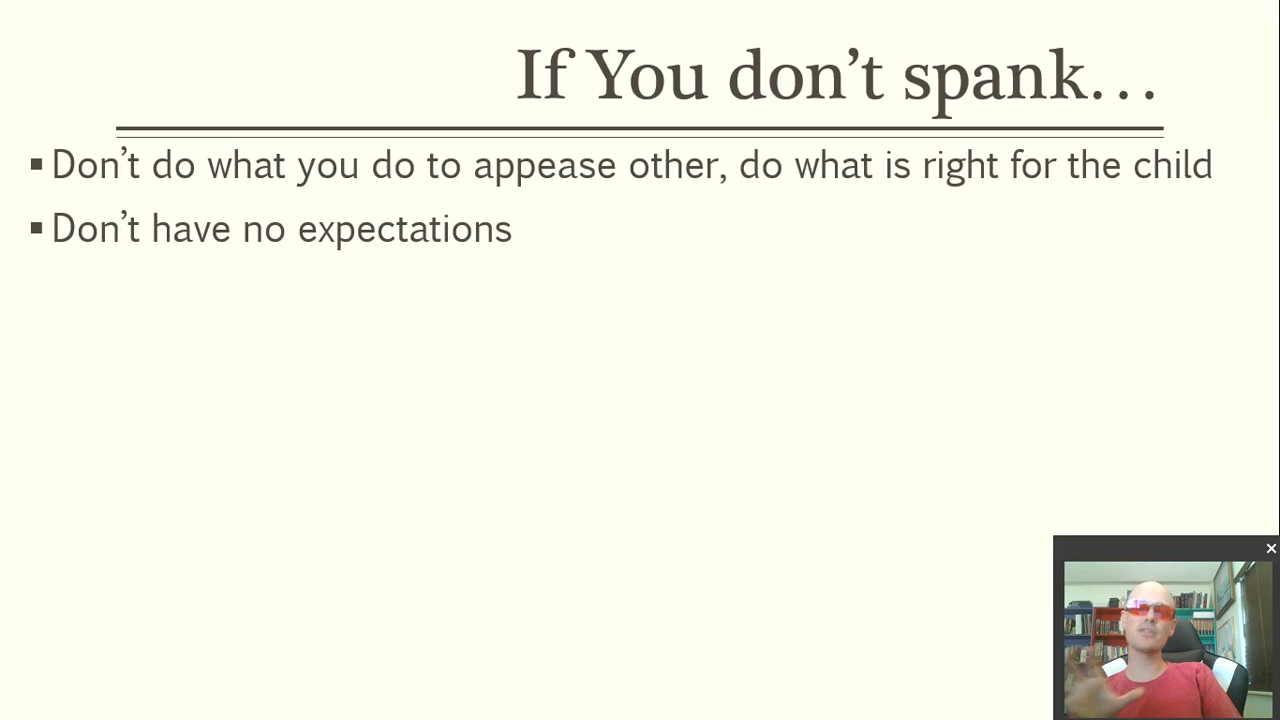 If You don’t spank…
▪ Don’t do what you do to appease other, do what is right for the child
▪ Don’t have no expectations